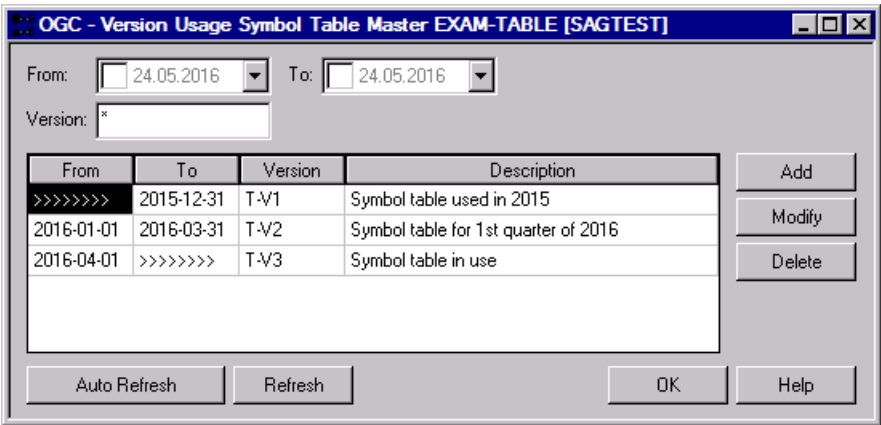 OGC - Version Usage Symbol Table Master EXAM-TABLE [SAGTEST]
From: 24.05.2016 To: 24.05.2016
Version: *
From To Version Description
>>>>>>>> 2015-12-31 T-V1 Symbol table used in 2015
2016-01-01 2016-03-31 T-V2 Symbol table for 1st quarter of 2016
2016-04-01 >>>>>>>> T-V3 Symbol table in use
Add
Modify
Delete
Auto Refresh Refresh OK Help